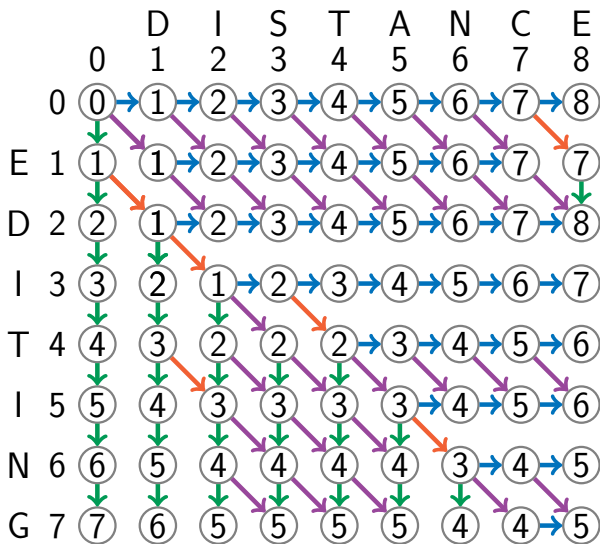 D I S T A N C E
0 1 2 3 4 5 6 7 8
0 0 1 2 3 4 5 6 7 8
E 1 1 1 2 3 4 5 6 7 7
D 2 2 1 2 3 4 5 6 7 8
I 3 3 2 1 2 3 4 5 6 7
T 4 4 3 2 2 2 3 4 5 6
I 5 5 4 3 3 3 3 4 5 6
N 6 6 5 4 4 4 4 3 4 5
G 7 7 6 5 5 5 5 4 4 5